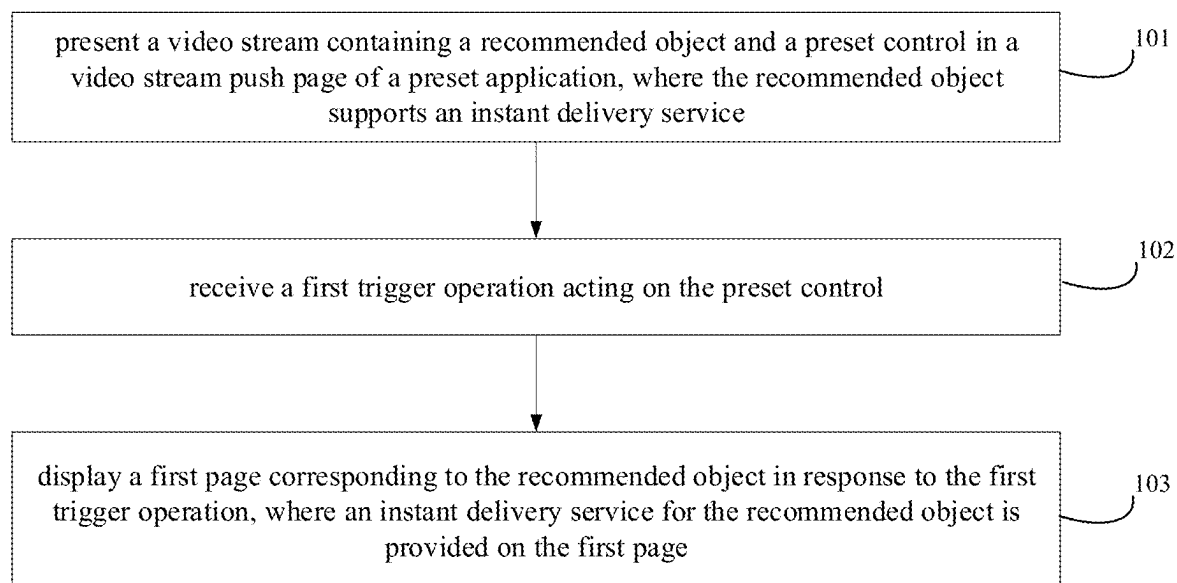 present a video stream containing a recommended object and a preset control in a
video stream push page of a preset application, where the recommended object
supports an instant delivery service
101
receive a first trigger operation acting on the preset control
102
display a first page corresponding to the recommended object in response to the first
trigger operation, where an instant delivery service for the recommended object is
provided on the first page
103